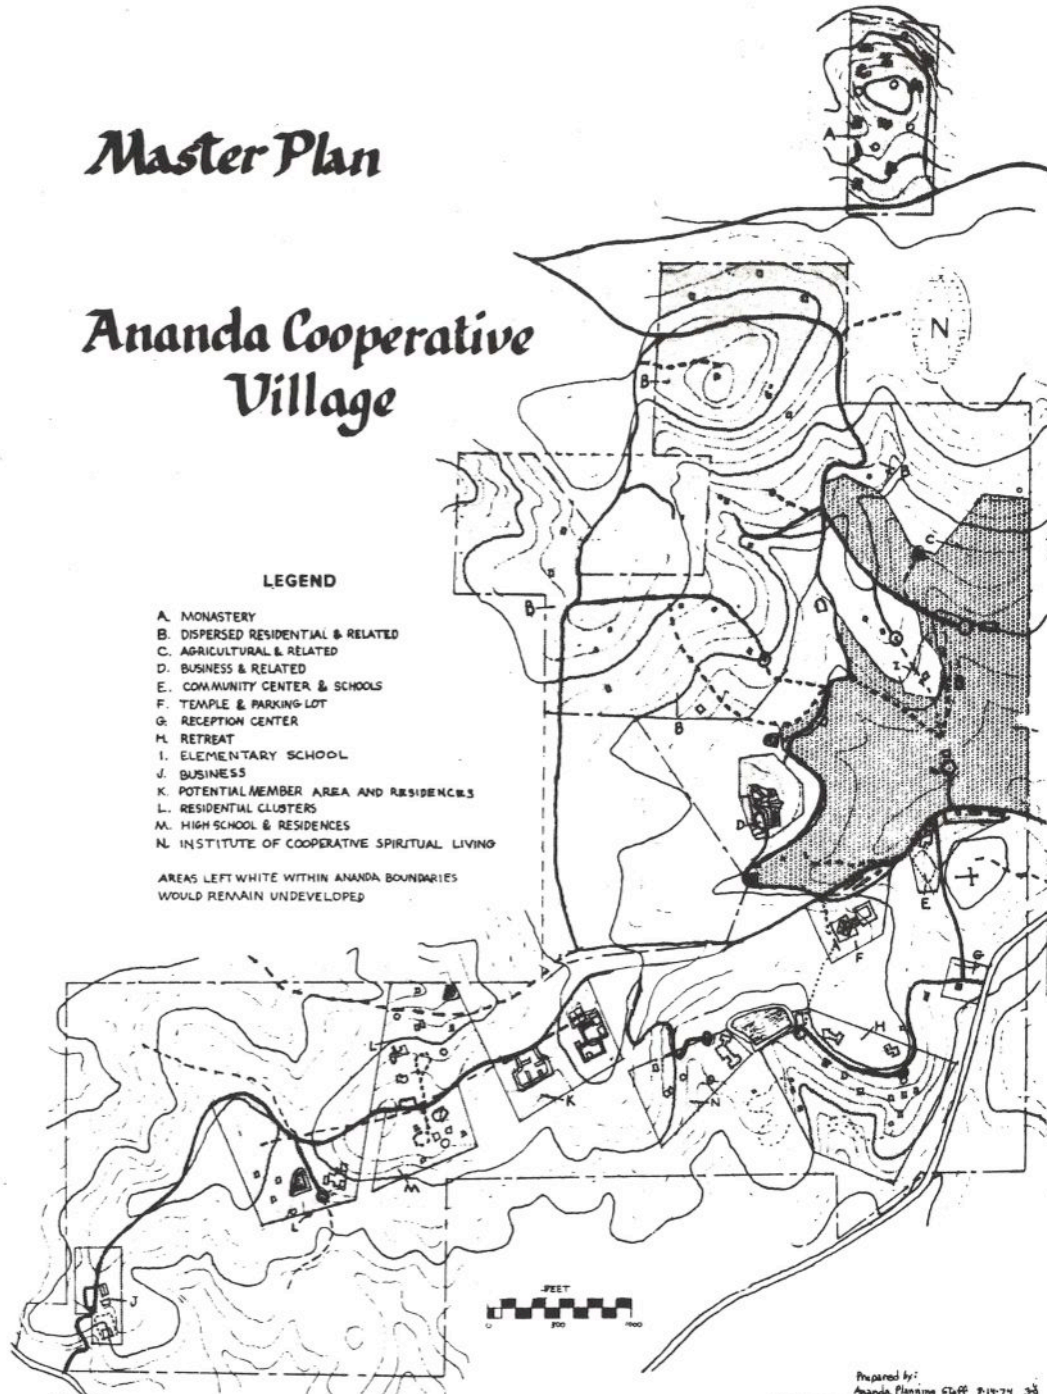 Master Plan
Ananda Cooperative
Village
LEGEND
A. MONASTERY
B. DISPERSED RESIDENTIAL & RELATED
C. AGRICULTURAL & RELATED
D. BUSINESS & RELATED
E. COMMUNITY CENTER & SCHOOLS
F. TEMPLE & PARKING LOT
G. RECEPTION CENTER
H. RETREAT
I. ELEMENTARY SCHOOL
J. BUSINESS
K. POTENTIAL MEMBER AREA AND RESIDENCES
L. RESIDENTIAL CLUSTERS
M. HIGH SCHOOL & RESIDENCES
N. INSTITUTE OF COOPERATIVE SPIRITUAL LIVING
AREAS LEFT WHITE WITHIN ANANDA BOUNDARIES
WOULD REMAIN UNDEVELOPED
A
N
B
B
C
B
I
B
D
E
F
G
H
L
K
N
M
L
J
FEET
0 500 1000
Prepared by:
Ananda Planning Staff